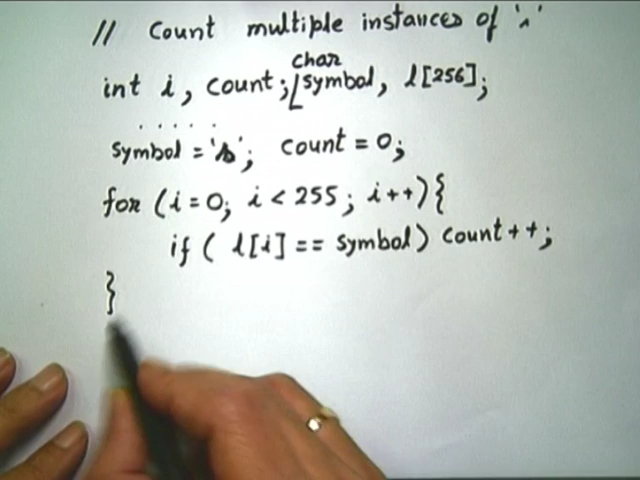 // Count multiple instances of
int i, count; char symbol, l[256];
. . . . .
symbol = 's'; count = 0;
for (i=0; i < 255; i++){
if ( l[i] == symbol) count++;
}